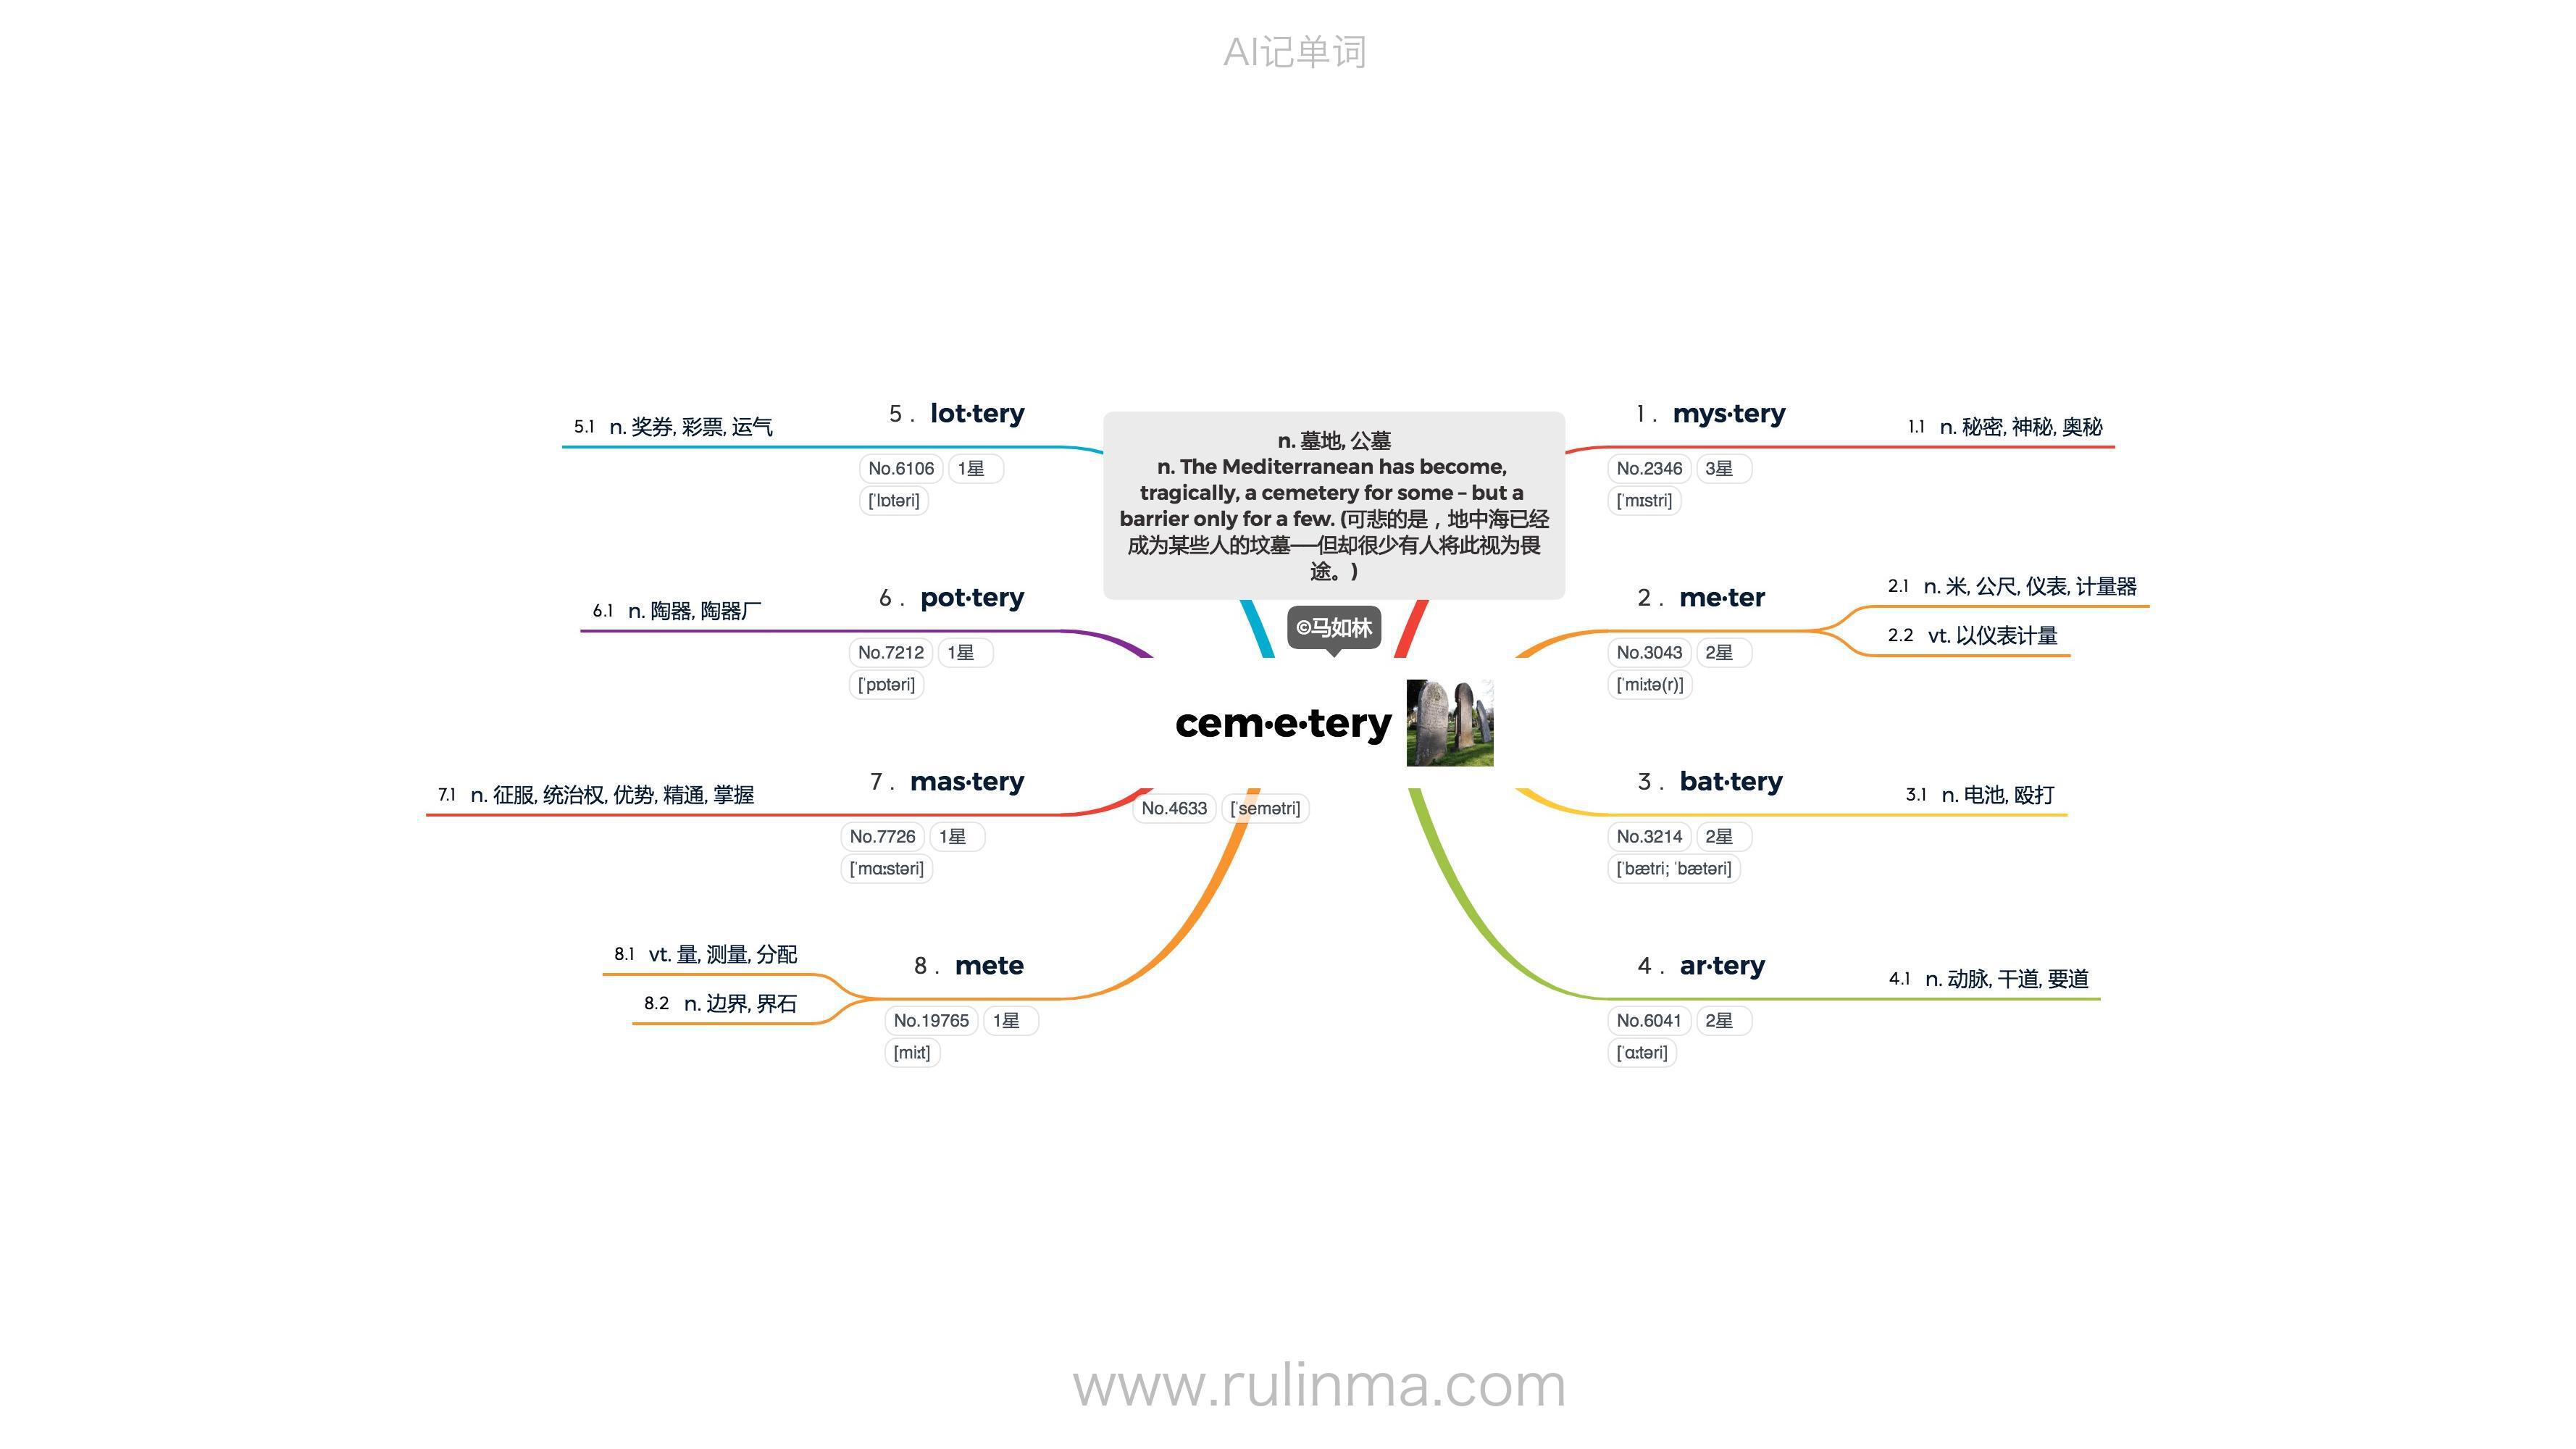 AI记单词
n. 墓地, 公墓
n. The Mediterranean has become,
tragically, a cemetery for some – but a
barrier only for a few. (可悲的是，地中海已经
成为某些人的坟墓──但却很少有人将此视为畏
途。)
©马如林
cem·e·tery
No.4633 [ˈsemətri]
1 . mys·tery
No.2346 3星
[ˈmɪstri]
1.1 n. 秘密, 神秘, 奥秘
2 . me·ter
No.3043 2星
[ˈmiːtə(r)]
2.1 n. 米, 公尺, 仪表, 计量器
2.2 vt. 以仪表计量
3 . bat·tery
No.3214 2星
[ˈbætri; ˈbætəri]
3.1 n. 电池, 殴打
4 . ar·tery
No.6041 2星
[ˈɑːtəri]
4.1 n. 动脉, 干道, 要道
5 . lot·tery
No.6106 1星
[ˈlɒtəri]
5.1 n. 奖券, 彩票, 运气
6 . pot·tery
No.7212 1星
[ˈpɒtəri]
6.1 n. 陶器, 陶器厂
7 . mas·tery
No.7726 1星
[ˈmɑːstəri]
7.1 n. 征服, 统治权, 优势, 精通, 掌握
8 . mete
No.19765 1星
[miːt]
8.1 vt. 量, 测量, 分配
8.2 n. 边界, 界石
www.rulinma.com